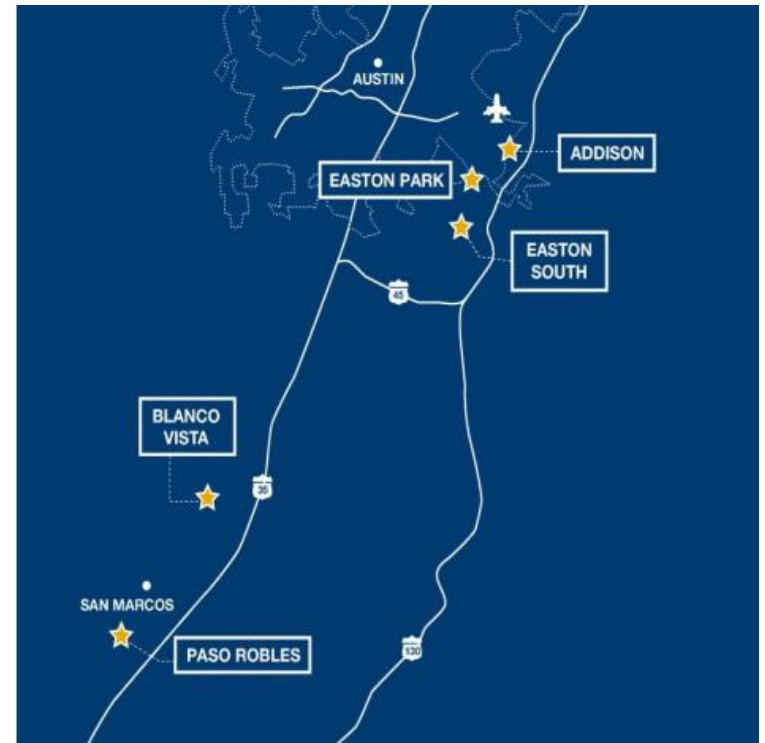 AUSTIN
ADDISON
EASTON PARK
EASTON
SOUTH
45
BLANCO
VISTA
35
SAN MARCOS
PASO ROBLES
130